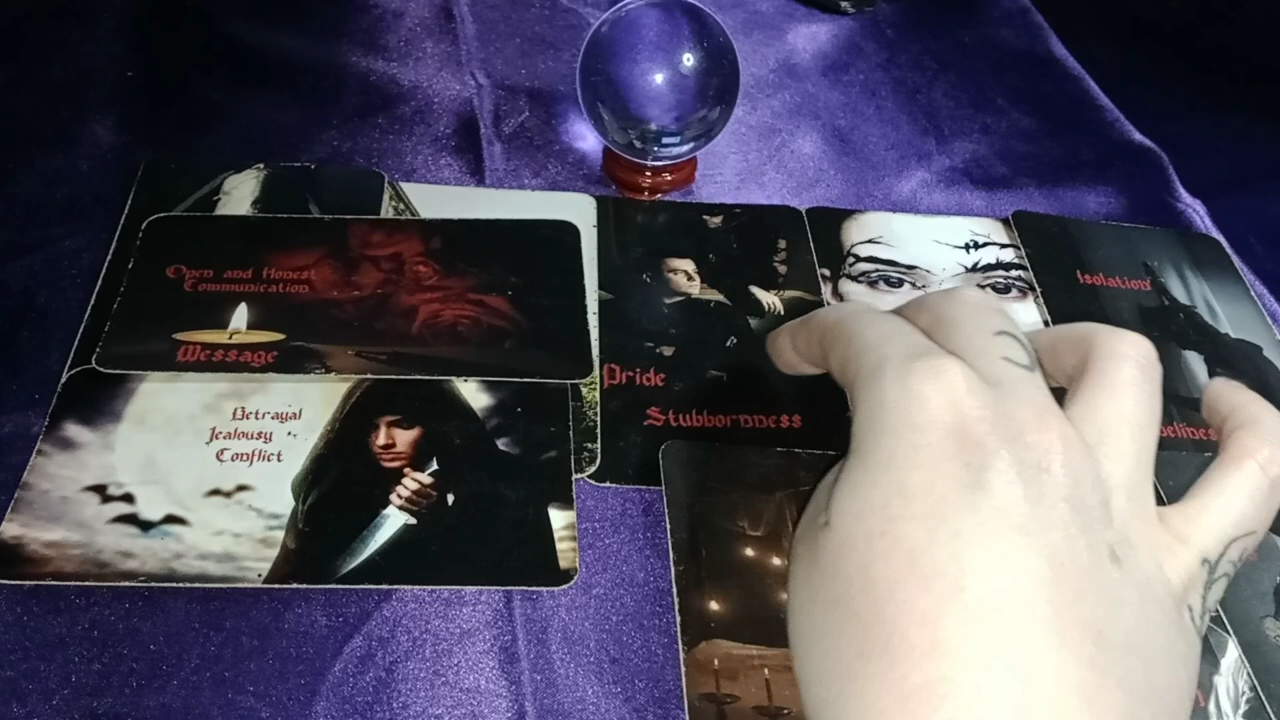 Open and Honest
Communication
Message
Betrayal
Jealousy
Conflict
Pride
Stubbornness
Isolation